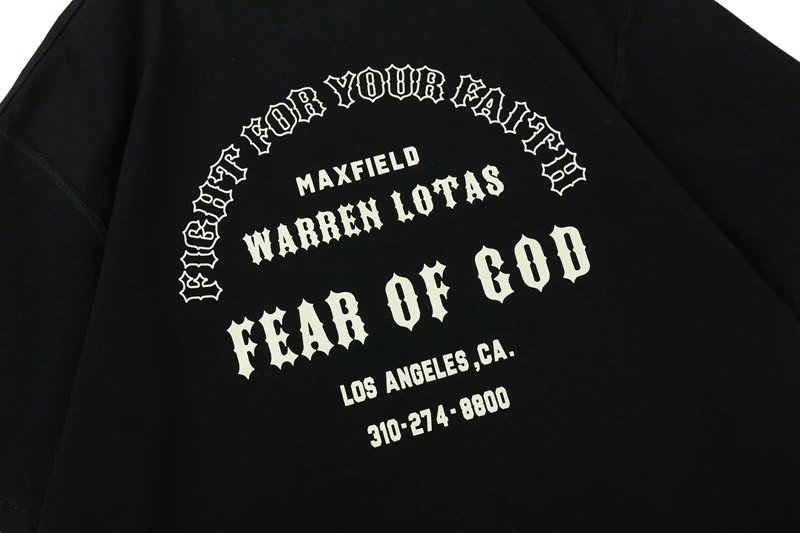 FIGHT FOR YOUR FAITH
MAXFIELD
WARREN LOTAS
FEAR OF GOD
LOS ANGELES, CA.
310-274-8800